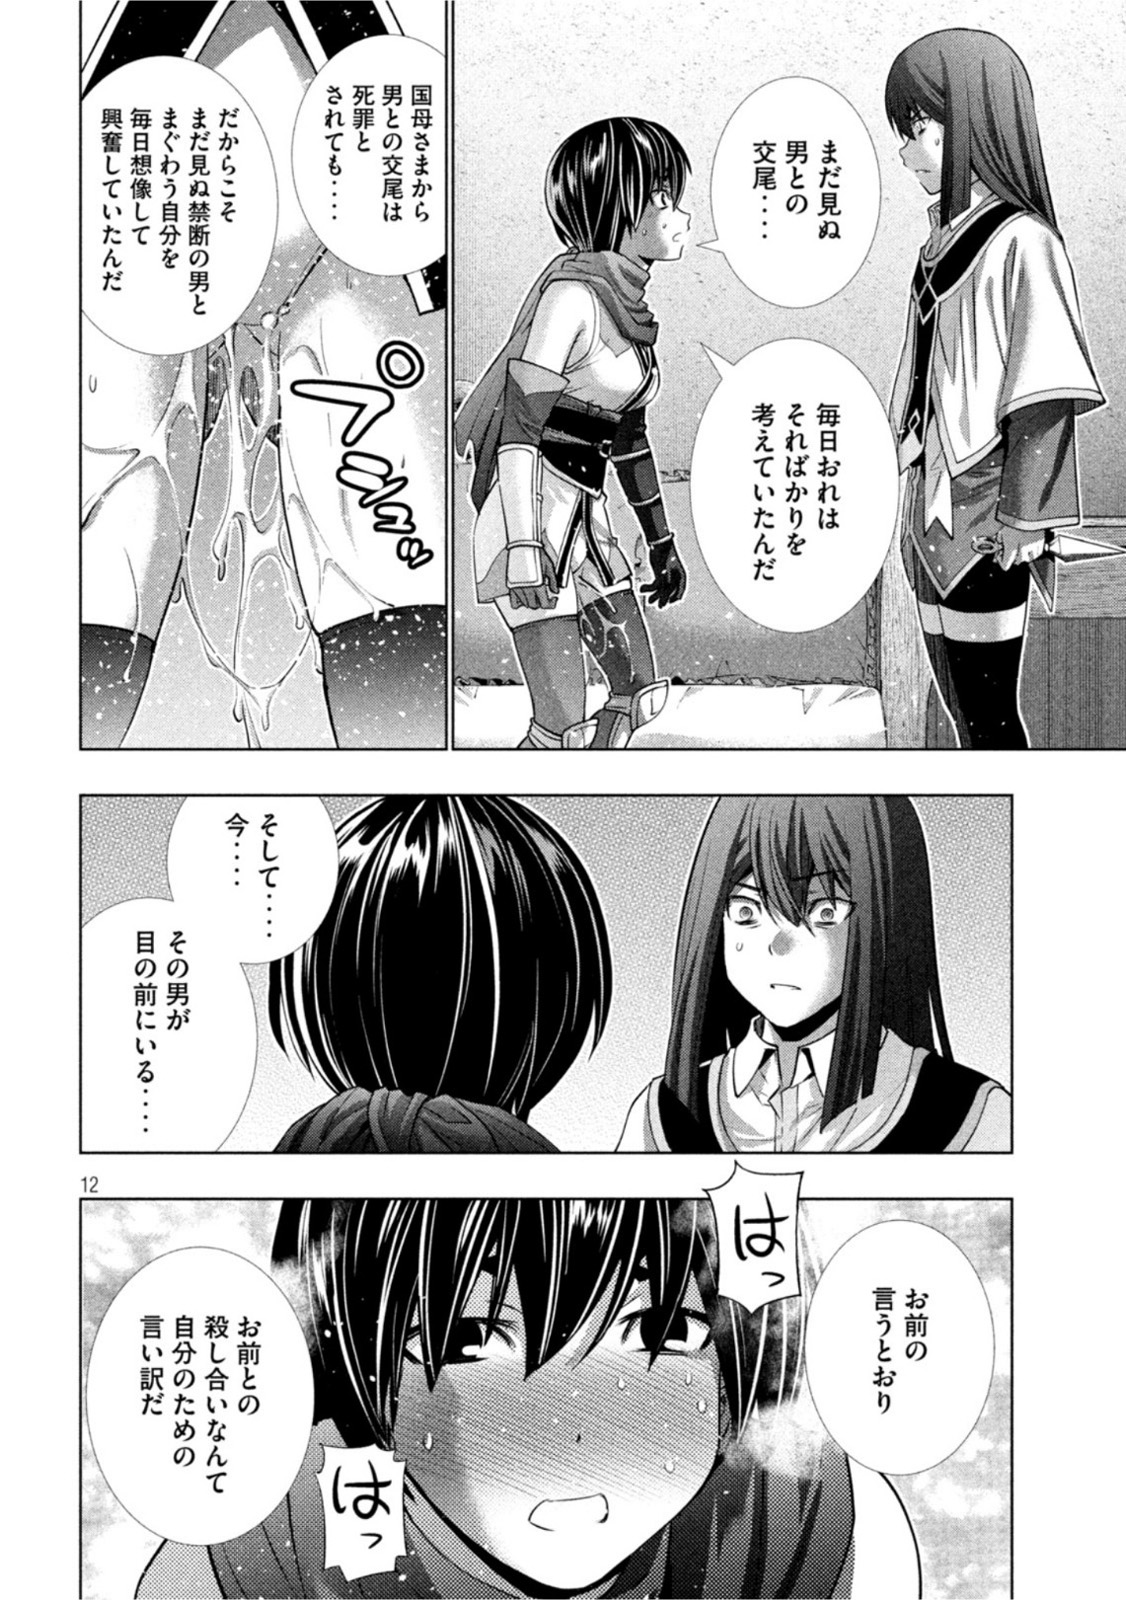 まだ見ぬ
男との
交尾‥‥
毎日おれは
そればかりを
考えていたんだ
国母さまから
男との交尾は
死罪と
されても‥‥
だからこそ
まだ見ぬ禁断の男と
まぐわう自分を
毎日想像して
興奮していたんだ
ペシュッ
そして‥‥
今‥‥
その男が
目の前にいる‥‥
お前の
言うとおり
はっ
お前との
殺し合いなんて
自分のための
言い訳だ
はっ
12